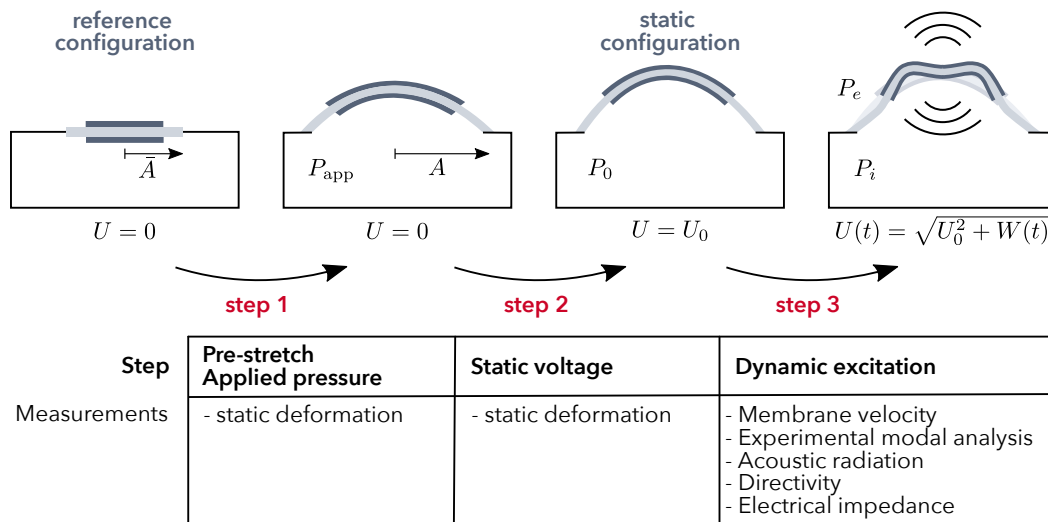 reference
configuration
static
configuration
Ā
P_app
A
P_0
P_e
P_i
U = 0
U = 0
U = U_0
U(t) = √(U_0^2 + W(t))
step 1
step 2
step 3
Step
Pre-stretch
Applied pressure
Static voltage
Dynamic excitation
Measurements
- static deformation
- static deformation
- Membrane velocity
- Experimental modal analysis
- Acoustic radiation
- Directivity
- Electrical impedance